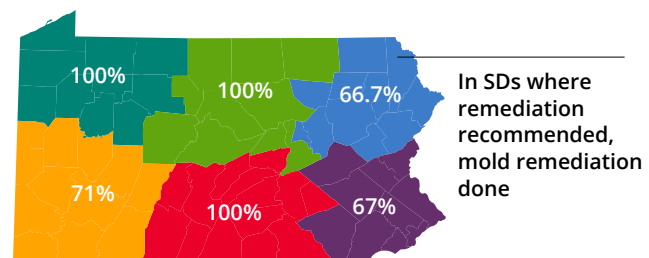 100%
100%
66.7%
In SDs where
remediation
recommended,
mold remediation
done
71%
100%
67%